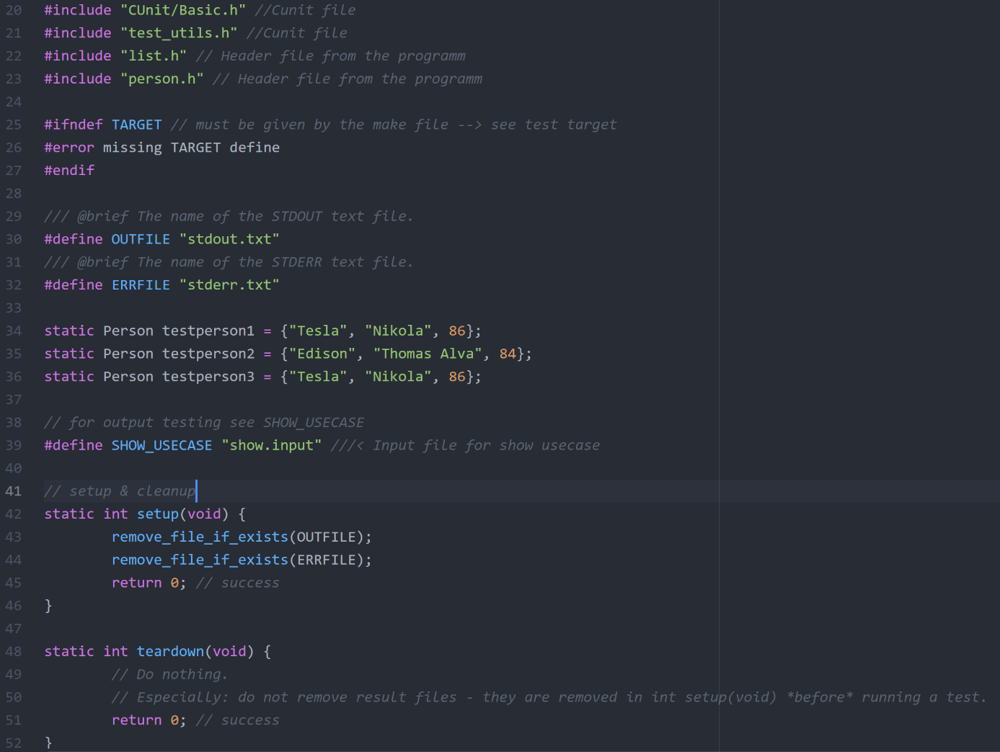 20 #include "CUnit/Basic.h" //Cunit file
21 #include "test_utils.h" //Cunit file
22 #include "list.h" // Header file from the programm
23 #include "person.h" // Header file from the programm
24
25 #ifndef TARGET // must be given by the make file --> see test target
26 #error missing TARGET define
27 #endif
28
29 /// @brief The name of the STDOUT text file.
30 #define OUTFILE "stdout.txt"
31 /// @brief The name of the STDERR text file.
32 #define ERRFILE "stderr.txt"
33
34 static Person testperson1 = {"Tesla", "Nikola", 86};
35 static Person testperson2 = {"Edison", "Thomas Alva", 84};
36 static Person testperson3 = {"Tesla", "Nikola", 86};
37
38 // for output testing see SHOW_USECASE
39 #define SHOW_USECASE "show.input" ///< Input file for show usecase
40
41 // setup & cleanup
42 static int setup(void) {
43 remove_file_if_exists(OUTFILE);
44 remove_file_if_exists(ERRFILE);
45 return 0; // success
46 }
47
48 static int teardown(void) {
49 // Do nothing.
50 // Especially: do not remove result files - they are removed in int setup(void) *before* running a test.
51 return 0; // success
52 }